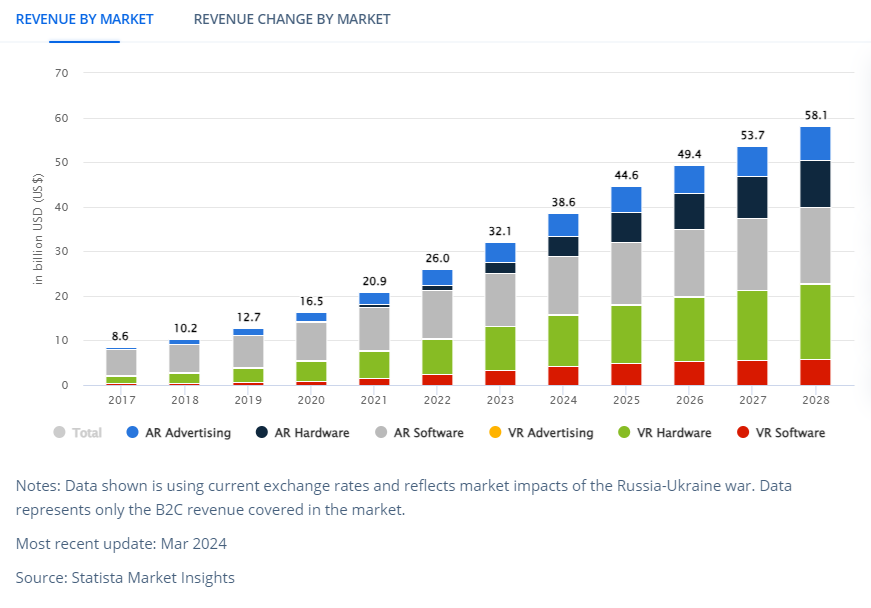 REVENUE BY MARKET REVENUE CHANGE BY MARKET
70
60
50
40
30
20
10
0
in billion USD (US$)
8.6 10.2 12.7 16.5 20.9 26.0 32.1 38.6 44.6 49.4 53.7 58.1
2017 2018 2019 2020 2021 2022 2023 2024 2025 2026 2027 2028
Total AR Advertising AR Hardware AR Software VR Advertising VR Hardware VR Software
Notes: Data shown is using current exchange rates and reflects market impacts of the Russia-Ukraine war. Data
represents only the B2C revenue covered in the market.
Most recent update: Mar 2024
Source: Statista Market Insights